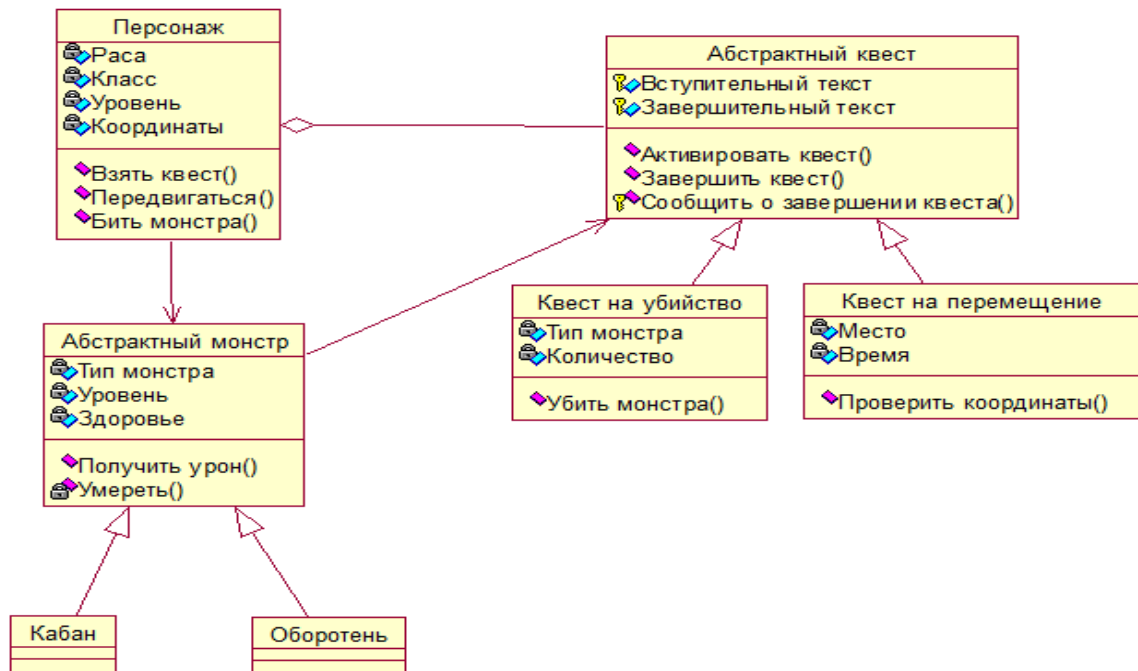 Персонаж
Раса
Класс
Уровень
Координаты
Взять квест()
Передвигаться()
Бить монстра()
Абстрактный квест
Вступительный текст
Завершительный текст
Активировать квест()
Завершить квест()
Сообщить о завершении квеста()
Квест на убийство
Тип монстра
Количество
Убить монстра()
Квест на перемещение
Место
Время
Проверить координаты()
Абстрактный монстр
Тип монстра
Уровень
Здоровье
Получить урон()
Умереть()
Кабан
Оборотень